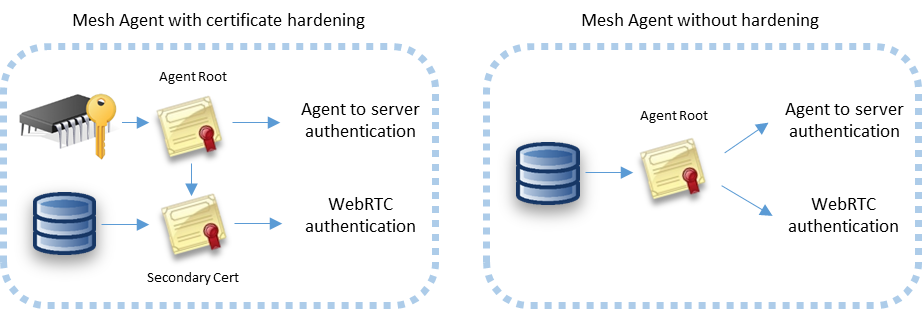 Mesh Agent with certificate hardening
Agent Root
Agent to server
authentication
WebRTC
authentication
Secondary Cert
Mesh Agent without hardening
Agent Root
Agent to server
authentication
WebRTC
authentication